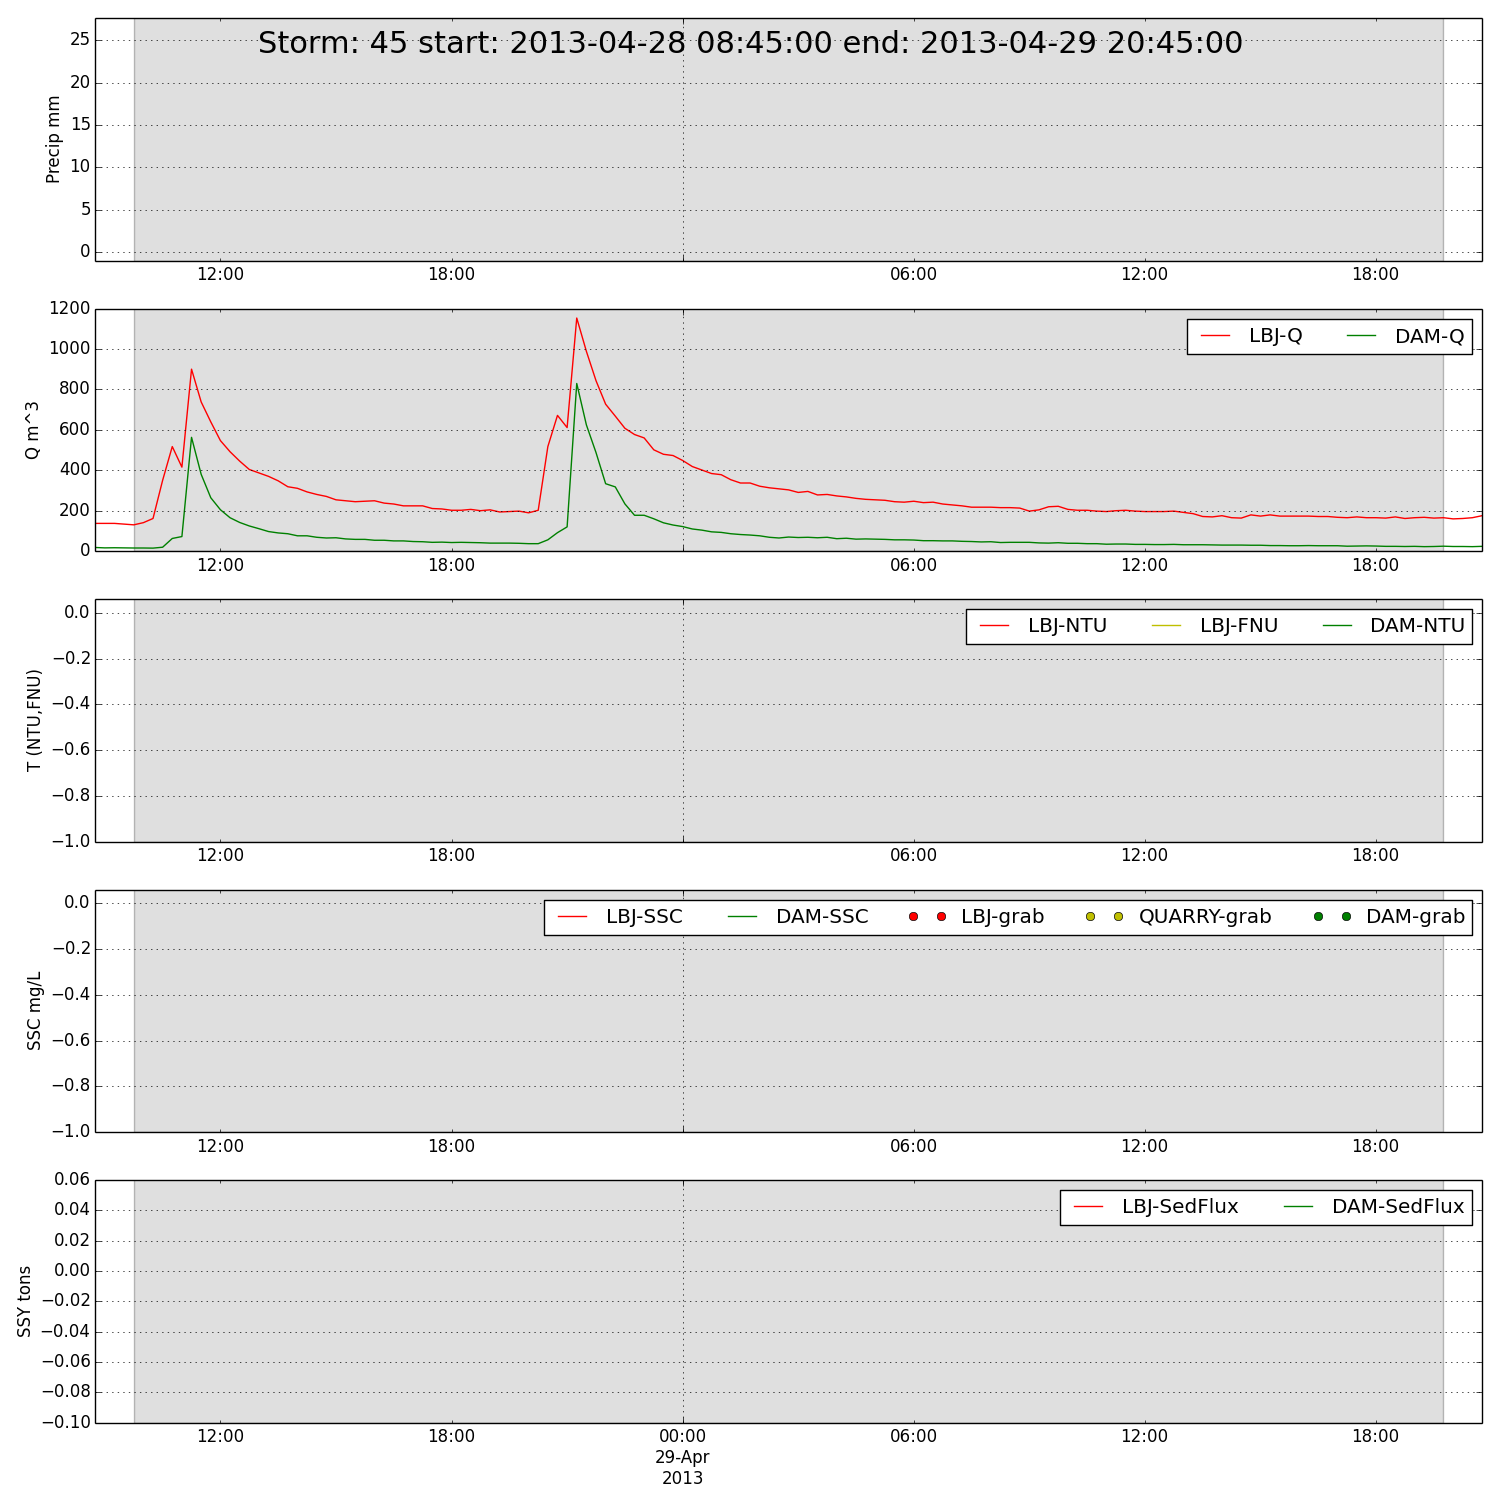 Storm: 45 start: 2013-04-28 08:45:00 end: 2013-04-29 20:45:00
Precip mm
25
20
15
10
5
0
12:00 18:00 06:00 12:00 18:00
LBJ-Q DAM-Q
Q m^3
1200
1000
800
600
400
200
0
12:00 18:00 06:00 12:00 18:00
LBJ-NTU LBJ-FNU DAM-NTU
T (NTU,FNU)
0.0
−0.2
−0.4
−0.6
−0.8
−1.0
12:00 18:00 06:00 12:00 18:00
LBJ-SSC DAM-SSC LBJ-grab QUARRY-grab DAM-grab
SSC mg/L
0.0
−0.2
−0.4
−0.6
−0.8
−1.0
12:00 18:00 06:00 12:00 18:00
LBJ-SedFlux DAM-SedFlux
SSY tons
0.06
0.04
0.02
0.00
−0.02
−0.04
−0.06
−0.08
−0.10
12:00 18:00 00:00 06:00 12:00 18:00
29-Apr
2013